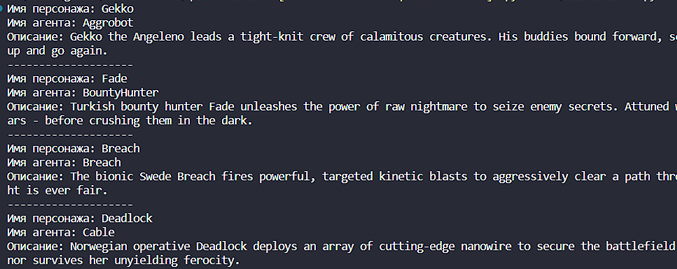 Имя персонажа: Gekko
Имя агента: Aggrobot
Описание: Gekko the Angeleno leads a tight-knit crew of calamitous creatures. His buddies bound forward,
up and go again.
--------------------
Имя персонажа: Fade
Имя агента: BountyHunter
Описание: Turkish bounty hunter Fade unleashes the power of raw nightmare to seize enemy secrets. Attuned
ars - before crushing them in the dark.
--------------------
Имя персонажа: Breach
Имя агента: Breach
Описание: The bionic Swede Breach fires powerful, targeted kinetic blasts to aggressively clear a path
ht is ever fair.
--------------------
Имя персонажа: Deadlock
Имя агента: Cable
Описание: Norwegian operative Deadlock deploys an array of cutting-edge nanowire to secure the battlefield
nor survives her unyielding ferocity.